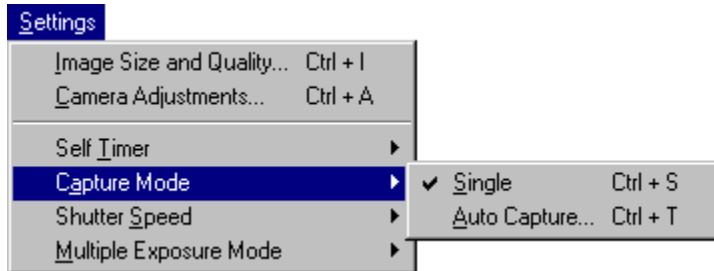 Settings
Image Size and Quality... Ctrl + I
Camera Adjustments... Ctrl + A
Self Timer
Capture Mode
Single Ctrl + S
Shutter Speed
Auto Capture... Ctrl + T
Multiple Exposure Mode